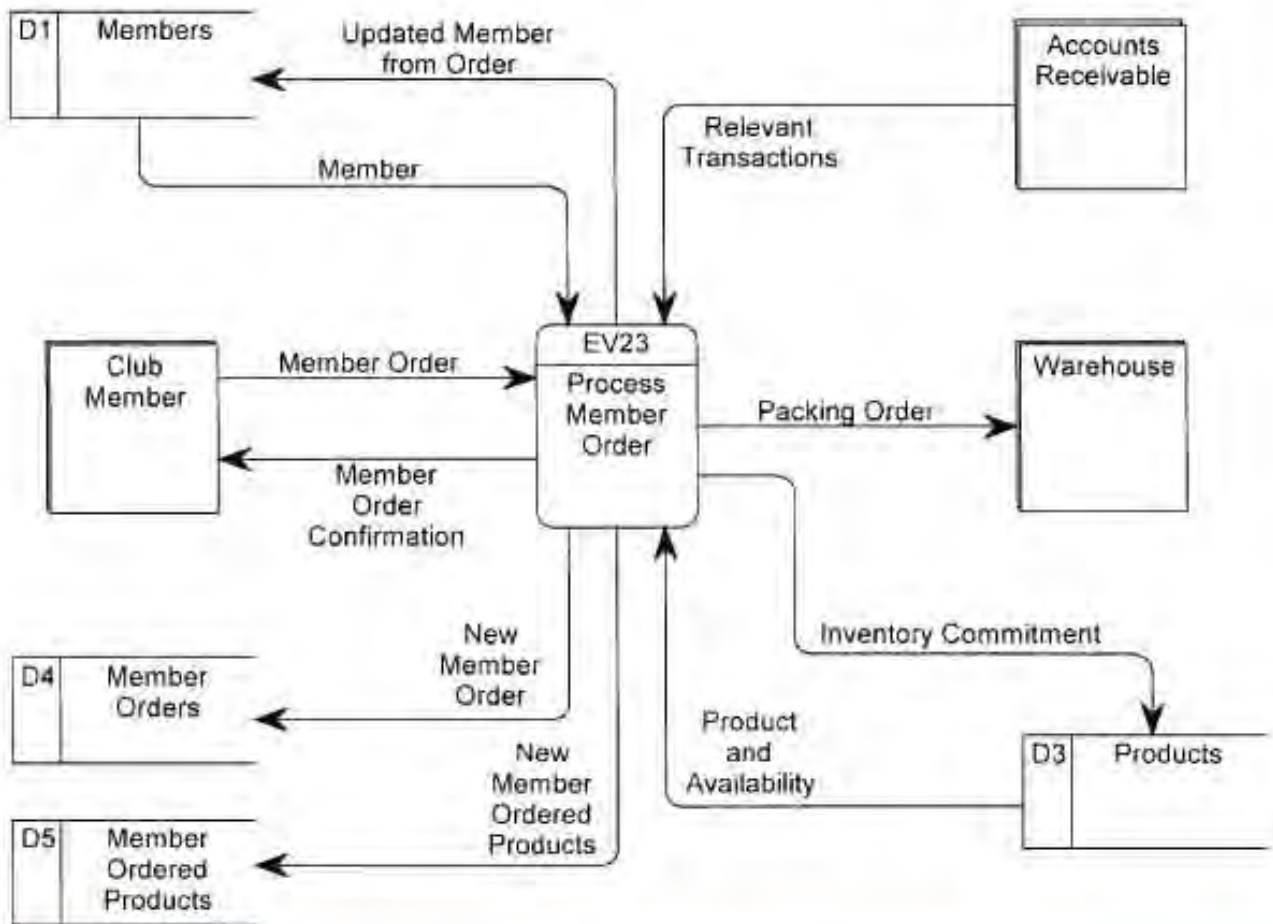 D1
Members
Updated Member
from Order
Accounts
Receivable
Relevant
Transactions
Member
Club
Member
Member Order
EV23
Process
Member
Order
Packing Order
Warehouse
Member
Order
Confirmation
New
Member
Order
Inventory Commitment
D4
Member
Orders
Product
and
Availability
D3
Products
New
Member
Ordered
Products
D5
Member
Ordered
Products